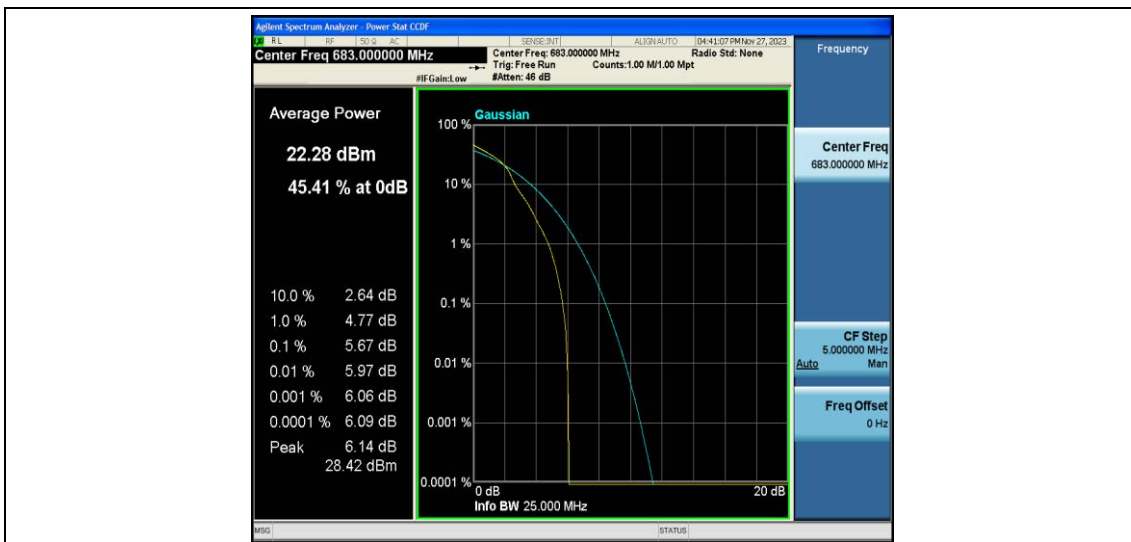 Agilent Spectrum Analyzer - Power Stat CCDF
RL RF 50 Ω AC SENSE:INT ALIGN AUTO 04:41:07 PM Nov 27, 2023
Center Freq 683.000000 MHz
Center Freq: 683.000000 MHz Radio Std: None
Trig: Free Run Counts:1.00 M/1.00 Mpt
#IFGain:Low #Atten: 46 dB
Frequency
Average Power
22.28 dBm
45.41 % at 0dB
10.0 % 2.64 dB
1.0 % 4.77 dB
0.1 % 5.67 dB
0.01 % 5.97 dB
0.001 % 6.06 dB
0.0001 % 6.09 dB
Peak 6.14 dB
28.42 dBm
Gaussian
100 %
10 %
1 %
0.1 %
0.01 %
0.001 %
0.0001 %
0 dB 20 dB
Info BW 25.000 MHz
Center Freq
683.000000 MHz
CF Step
5.000000 MHz
Auto Man
Freq Offset
0 Hz
MSG STATUS